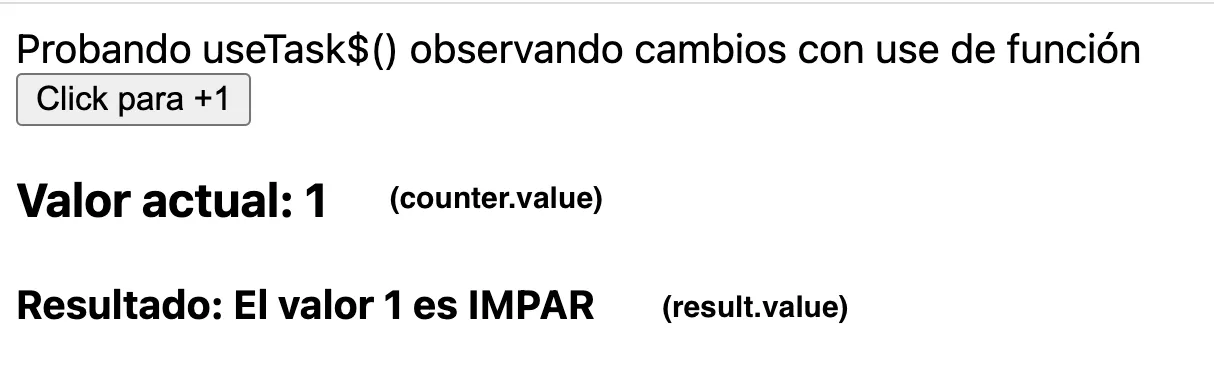 Probando useTask$() observando cambios con use de función
Click para +1
Valor actual: 1 (counter.value)
Resultado: El valor 1 es IMPAR (result.value)